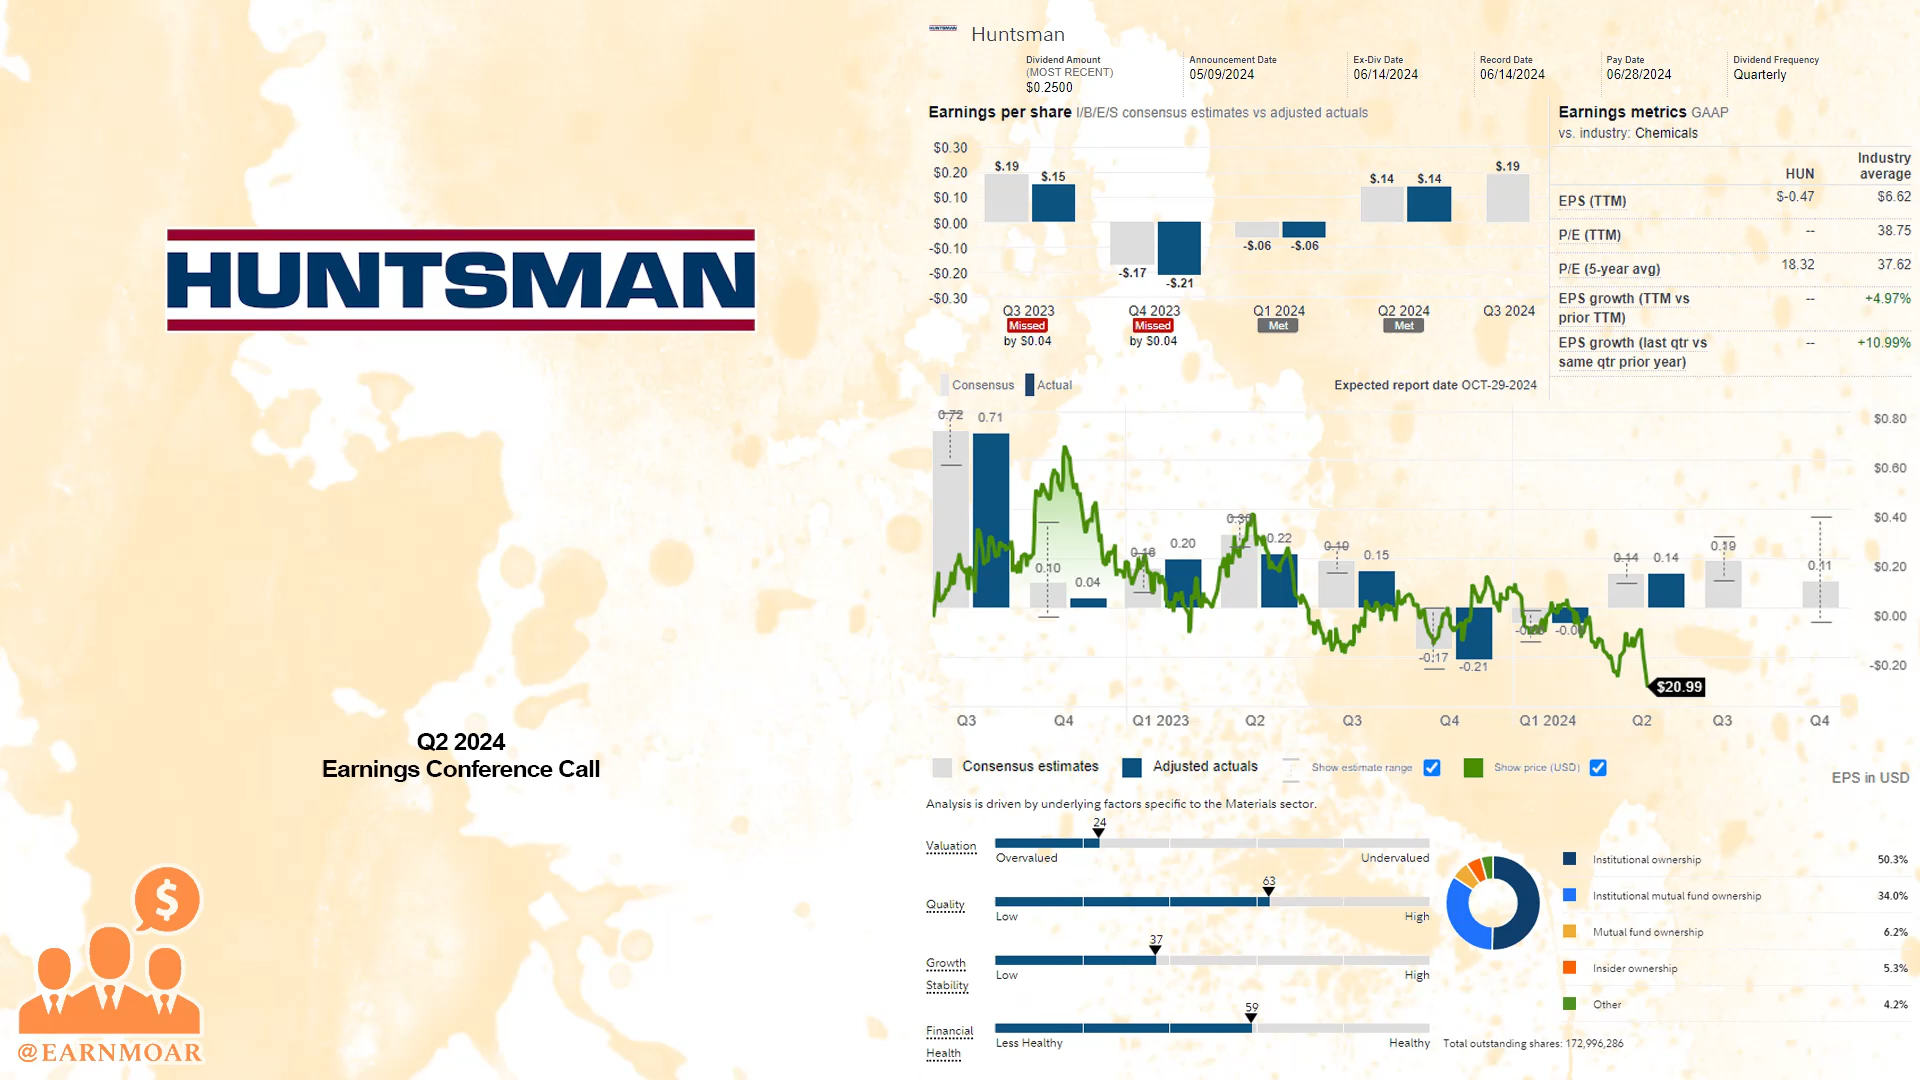 HUNTSMAN
Q2 2024
Earnings Conference Call
$
@EARNMOAR
HUNTSMAN
Huntsman
Dividend Amount
(MOST RECENT)
$0.2500
Announcement Date
05/09/2024
Ex-Div Date
06/14/2024
Record Date
06/14/2024
Pay Date
06/28/2024
Dividend Frequency
Quarterly
Earnings per share I/B/E/S consensus estimates vs adjusted actuals
$0.30
$0.20
$0.10
$0.00
-$0.10
-$0.20
-$0.30
$.19
$.15
-$.17
-$.21
-$.06
-$.06
$.14
$.14
$.19
Q3 2023
Missed
by $0.04
Q4 2023
Missed
by $0.04
Q1 2024
Met
Q2 2024
Met
Q3 2024
Consensus
Actual
Expected report date OCT-29-2024
Earnings metrics GAAP
vs. industry: Chemicals
HUN
Industry
average
EPS (TTM)
$-0.47
$6.62
P/E (TTM)
--
38.75
P/E (5-year avg)
18.32
37.62
EPS growth (TTM vs
prior TTM)
--
+4.97%
EPS growth (last qtr vs
same qtr prior year)
--
+10.99%
0.72
0.71
0.10
0.04
0.20
0.22
0.19
0.15
-0.17
-0.21
0.14
0.14
0.19
0.11
$0.80
$0.60
$0.40
$0.20
$0.00
-$0.20
$20.99
Q3
Q4
Q1 2023
Q2
Q3
Q4
Q1 2024
Q2
Q3
Q4
Consensus estimates
Adjusted actuals
Show estimate range
Show price (USD)
EPS in USD
Analysis is driven by underlying factors specific to the Materials sector.
Valuation
24
Overvalued
Undervalued
Quality
63
Low
High
Growth
Stability
37
Low
High
Financial
Health
59
Less Healthy
Healthy
Institutional ownership
50.3%
Institutional mutual fund ownership
34.0%
Mutual fund ownership
6.2%
Insider ownership
5.3%
Other
4.2%
Total outstanding shares: 172,996,286